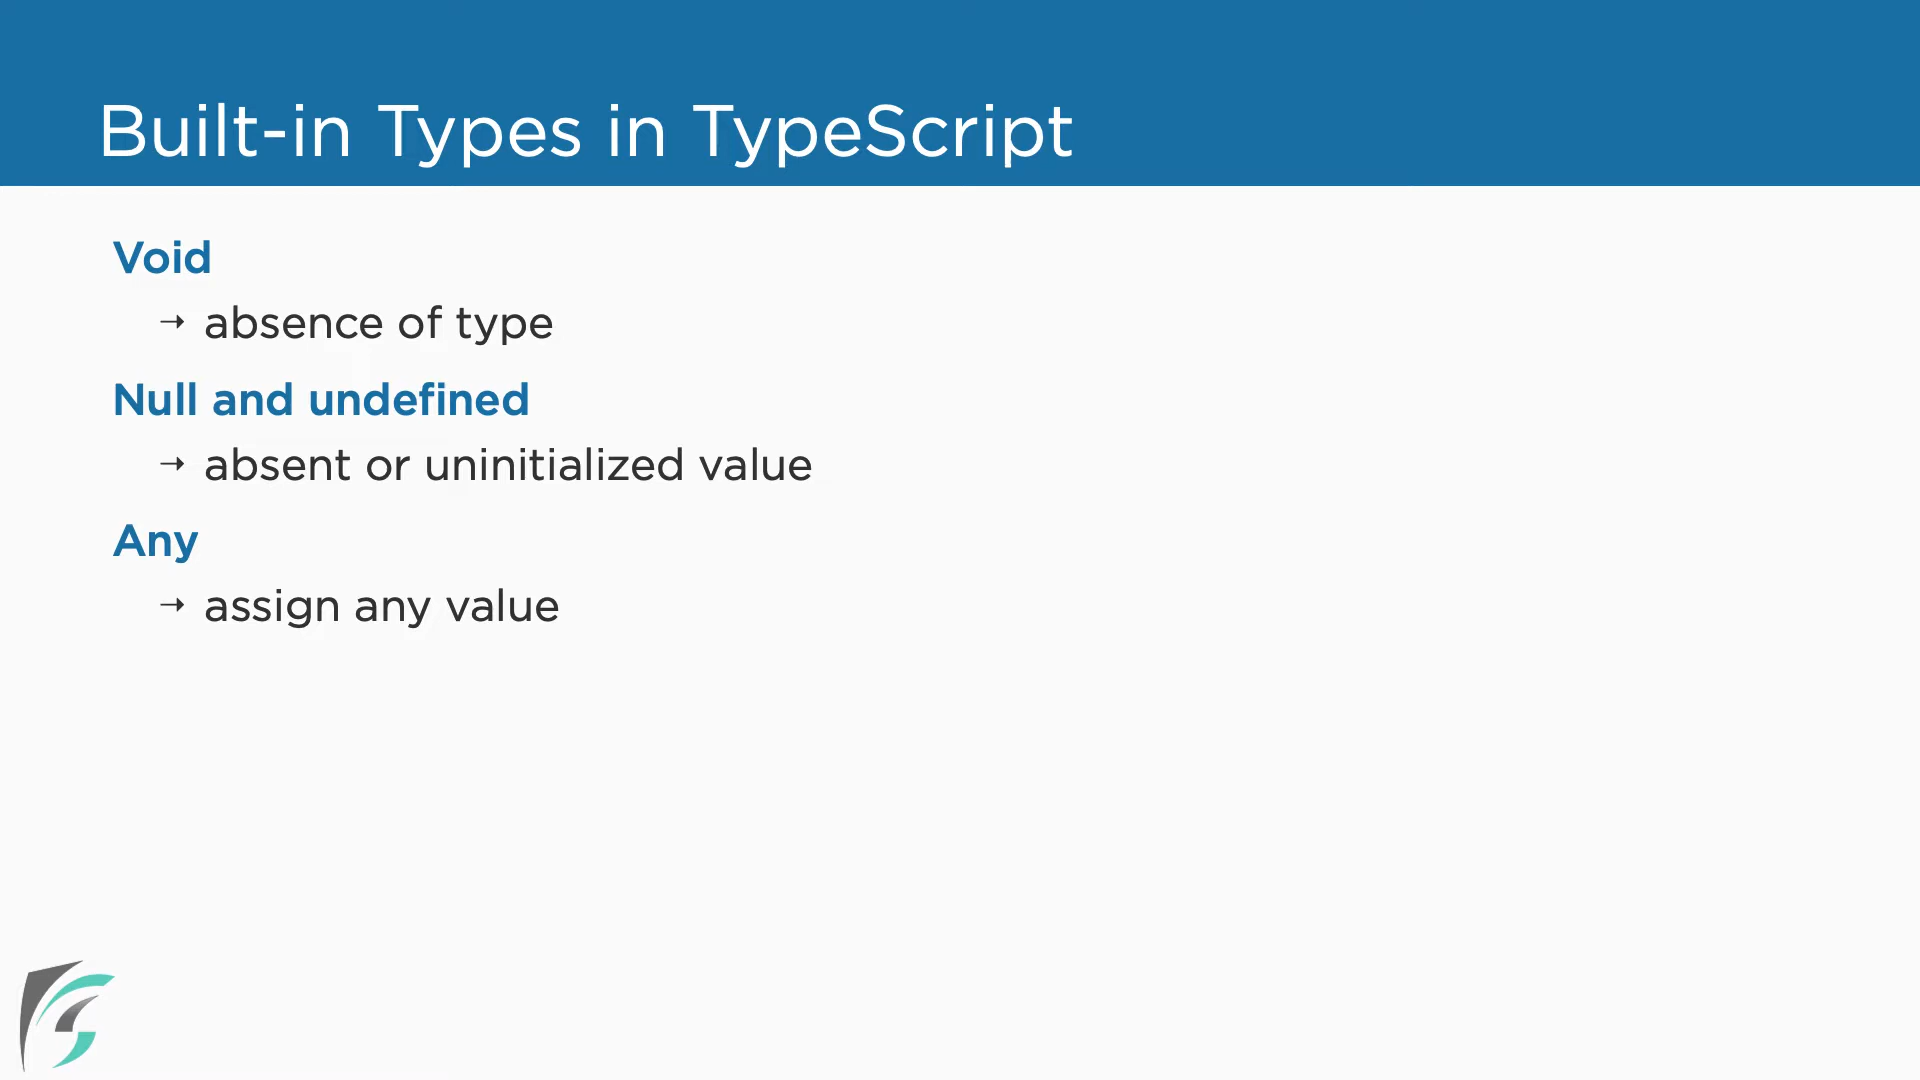 Built-in Types in TypeScript
Void
→ absence of type
Null and undefined
→ absent or uninitialized value
Any
→ assign any value